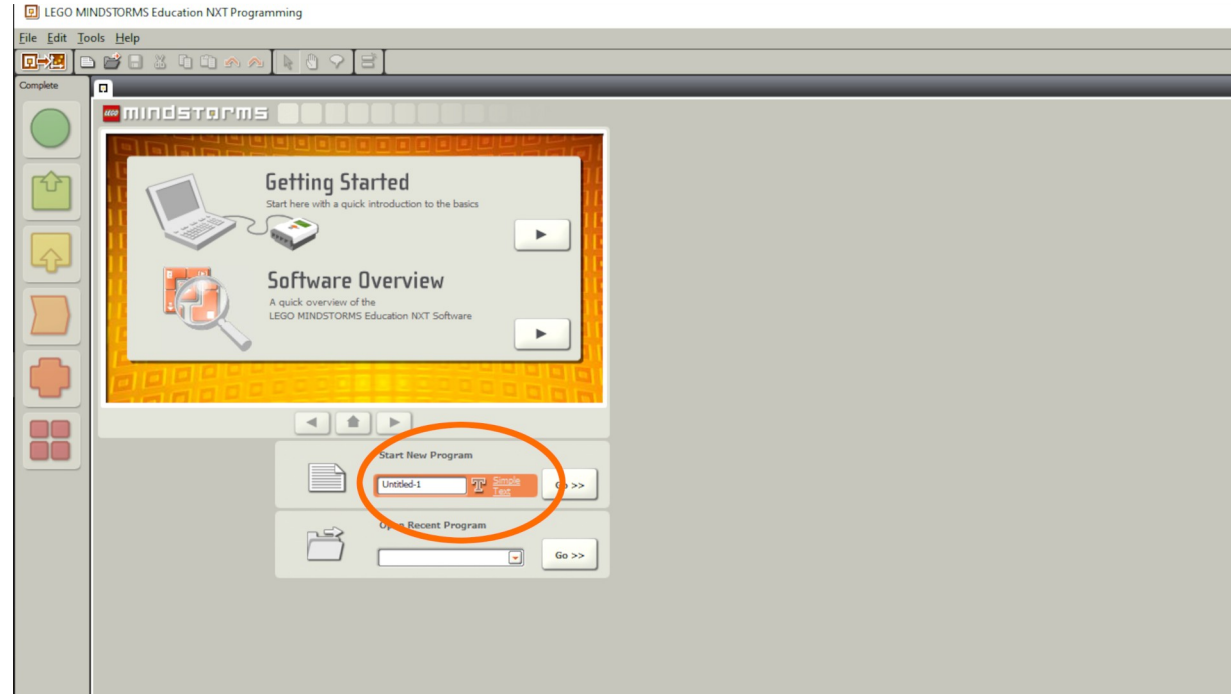 LEGO MINDSTORMS Education NXT Programming
File Edit Tools Help
Complete
LEGO mindstorms
Getting Started
Start here with a quick introduction to the basics
Software Overview
A quick overview of the
LEGO MINDSTORMS Education NXT Software
Start New Program
Untitled-1
T Simple
Text
Go >>
Open Recent Program
Go >>